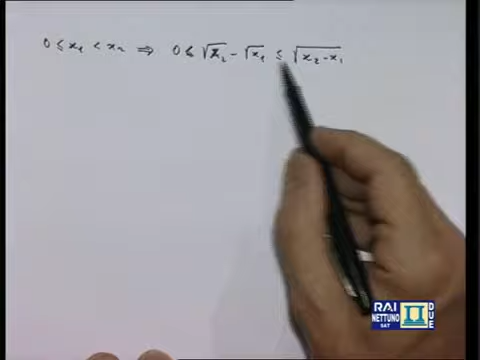 0 ≤ x₁ < x₂ ⇒ 0 ≤ √x₂ - √x₁ ≤ √x₂-x₁
RAI
NETTUNO
SAT
DUE